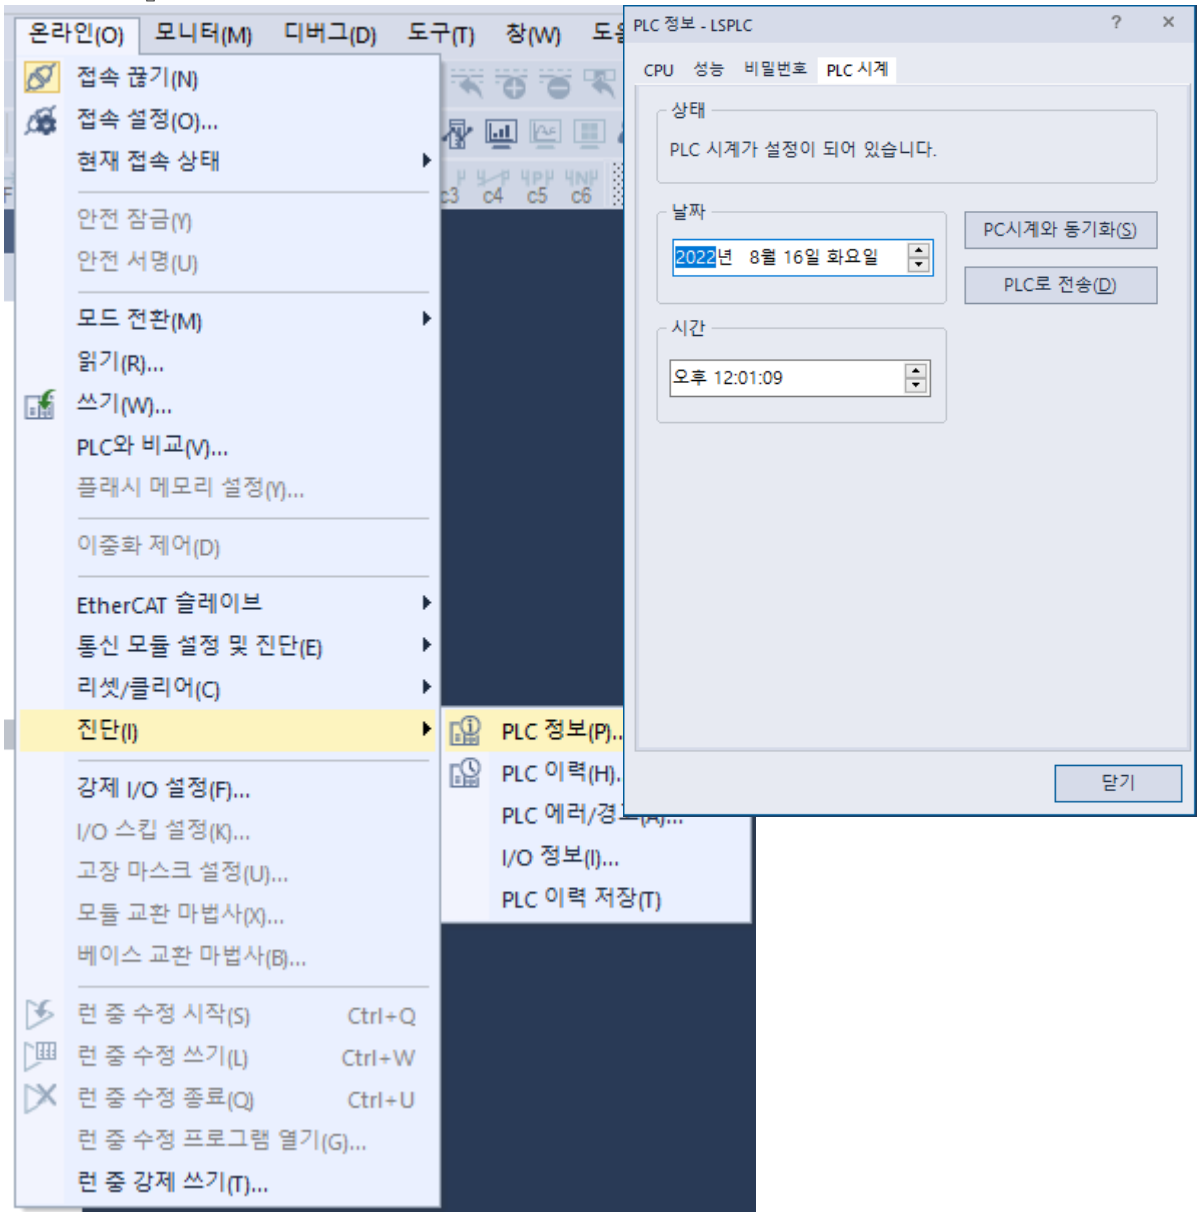 온라인(O) 모니터(M) 디버그(D) 도구(T) 창(W)
접속 끊기(N)
접속 설정(O)...
현재 접속 상태
안전 잠금(Y)
안전 서명(U)
모드 전환(M)
읽기(R)...
쓰기(W)...
PLC와 비교(V)...
플래시 메모리 설정(Y)...
이중화 제어(D)
EtherCAT 슬레이브
통신 모듈 설정 및 진단(E)
리셋/클리어(C)
진단(I)
강제 I/O 설정(F)...
I/O 스킵 설정(K)...
고장 마스크 설정(U)...
모듈 교환 마법사(X)...
베이스 교환 마법사(B)...
런 중 수정 시작(S) Ctrl+Q
런 중 수정 쓰기(L) Ctrl+W
런 중 수정 종료(Q) Ctrl+U
런 중 수정 프로그램 열기(G)...
런 중 강제 쓰기(T)...
c3 c4 c5 c6
PLC 정보(P)..
PLC 이력(H).
PLC 에러/경고(A)...
I/O 정보(I)...
PLC 이력 저장(T)
PLC 정보 - LSPLC ? ×
CPU 성능 비밀번호 PLC 시계
상태
PLC 시계가 설정이 되어 있습니다.
날짜
2022년 8월 16일 화요일
PC시계와 동기화(S)
PLC로 전송(D)
시간
오후 12:01:09
닫기